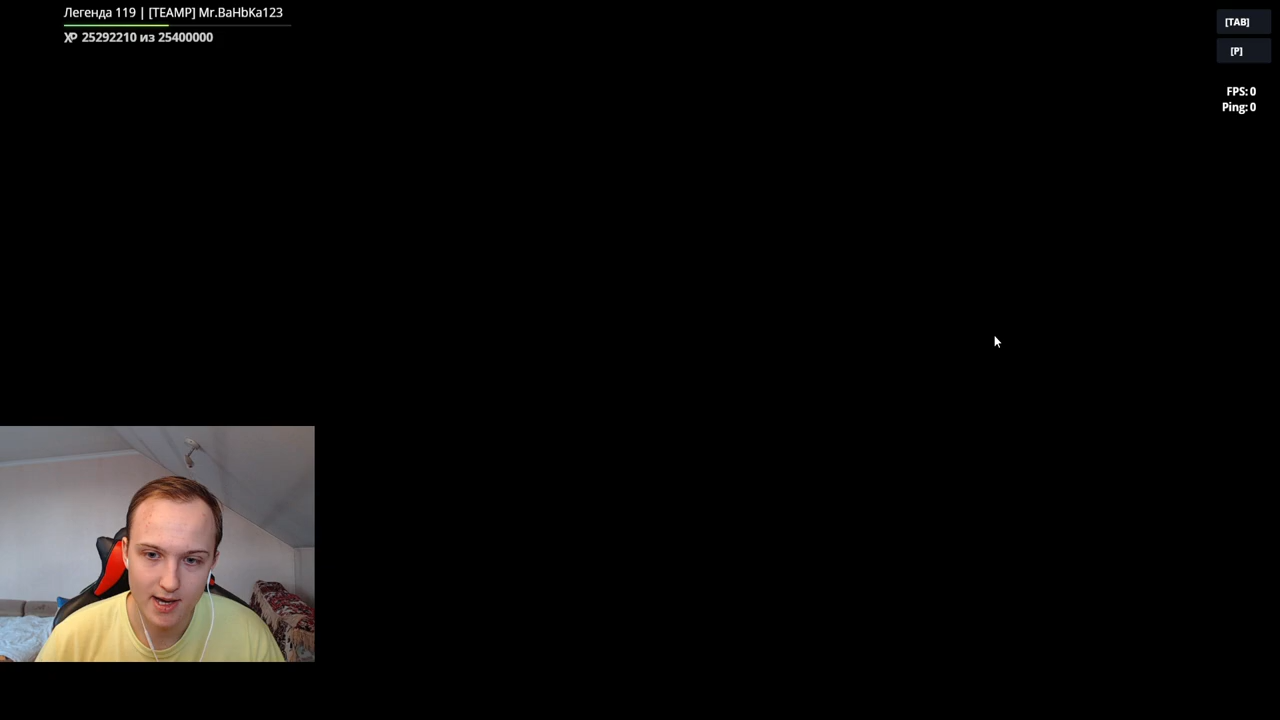 Легенда 119 | [TEAMP] Mr.BaHbKa123
XP 25292210 из 25400000
[TAB]
[P]
FPS: 0
Ping: 0